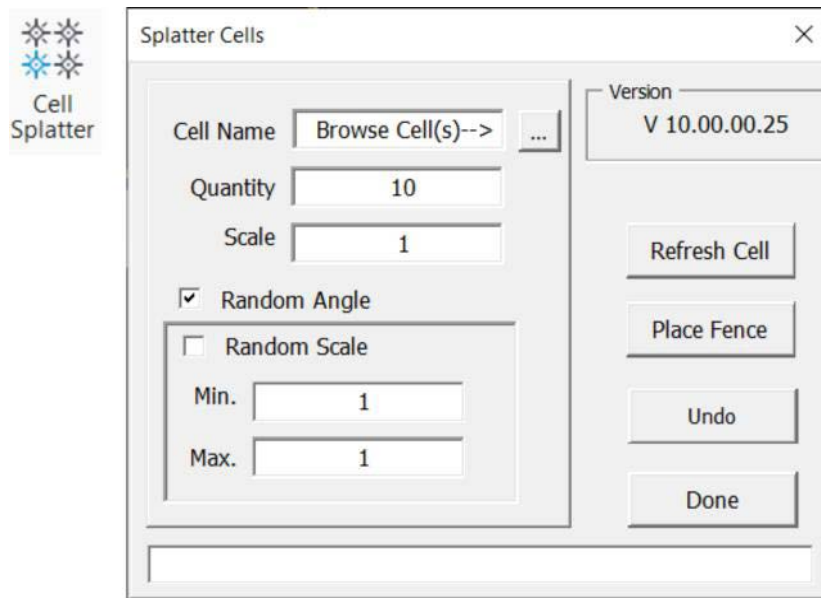 Cell
Splatter
Splatter Cells
Cell Name
Browse Cell(s)-->
...
Quantity
10
Scale
1
Random Angle
Random Scale
Min.
1
Max.
1
Version
V 10.00.00.25
Refresh Cell
Place Fence
Undo
Done